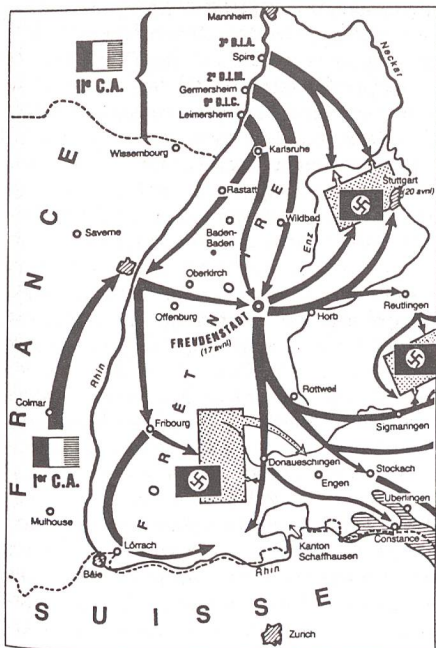 Mannheim
3e D.I.A.
Spire
Neckar
IIe C.A.
2e D.I.M.
Germersheim
9e D.I.C.
Leimersheim
Wissembourg
Karlsruhe
Stuttgart
(20 avril)
Rastatt
Enz
Saverne
Baden-
Baden
Wildbad
Oberkirch
Offenburg
FREUDENSTADT
(17 avril)
Horb
Reutlingen
Rhin
FRANCE
FORÊT NOIRE
Colmar
Ier C.A.
Rottweil
Sigmaringen
Fribourg
Donaueschingen
Stockach
Engen
Überlingen
Mulhouse
Constance
Lörrach
Bâle
Rhin
Kanton
Schaffhausen
SUISSE
Zurich